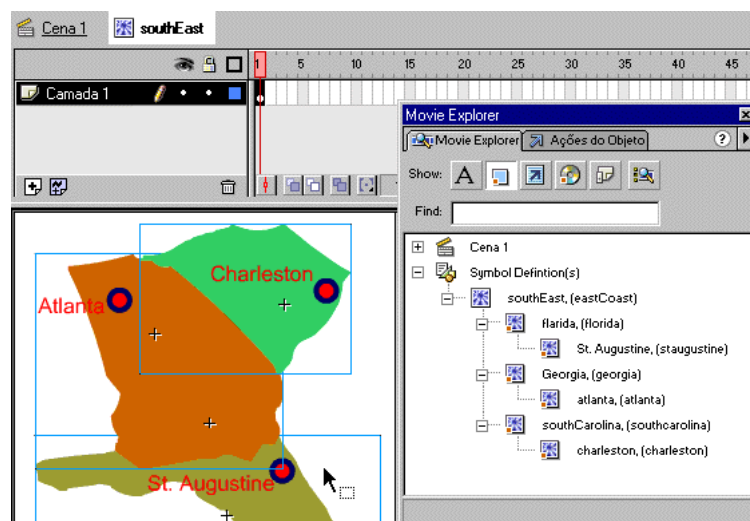 Cena 1 southEast
1 5 10 15 20 25 30 35 40 45
Camada 1
Movie Explorer
Movie Explorer Ações do Objeto ?
Show: A
Find:
Cena 1
Symbol Defintion(s)
southEast, (eastCoast)
flarida, (florida)
St. Augustine, (staugustine)
Georgia, (georgia)
atlanta, (atlanta)
southCarolina, (southcarolina)
charleston, (charleston)
Charleston
Atlanta
St. Augustine